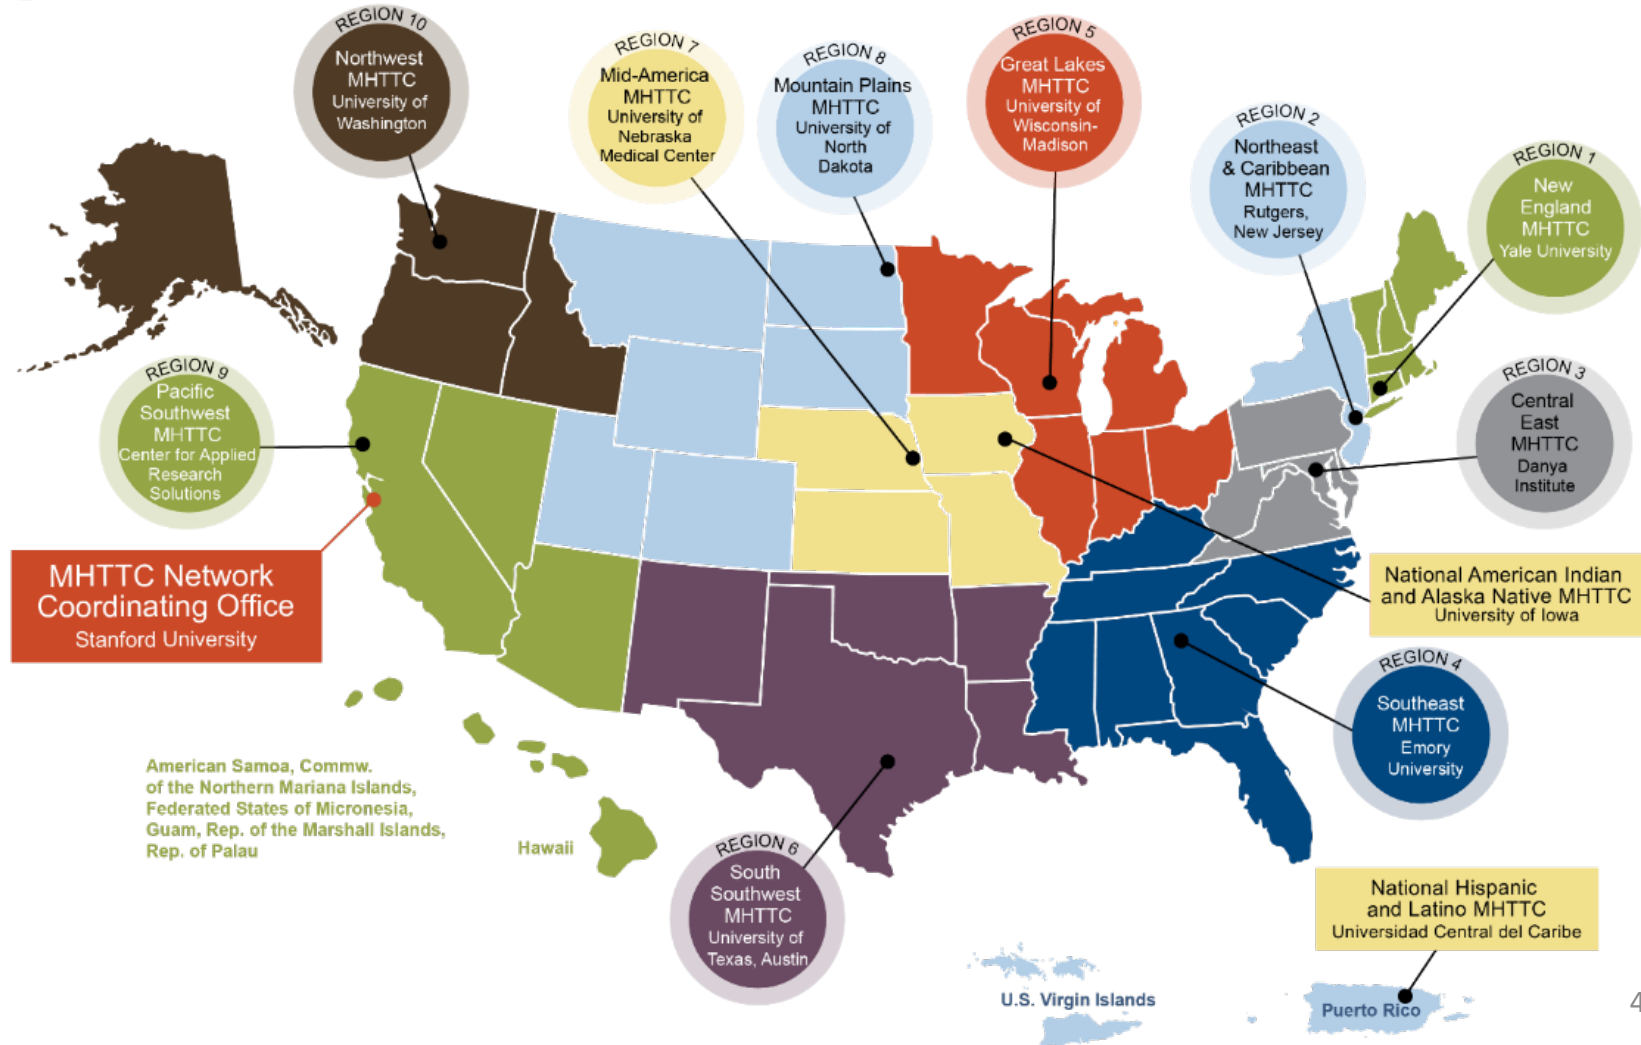 REGION 10
Northwest
MHTTC
University of
Washington
REGION 7
Mid-America
MHTTC
University of
Nebraska
Medical Center
REGION 8
Mountain Plains
MHTTC
University of
North
Dakota
REGION 5
Great Lakes
MHTTC
University of
Wisconsin-
Madison
REGION 2
Northeast
& Caribbean
MHTTC
Rutgers,
New Jersey
REGION 1
New
England
MHTTC
Yale University
REGION 9
Pacific
Southwest
MHTTC
Center for Applied
Research
Solutions
REGION 3
Central
East
MHTTC
Danya
Institute
MHTTC Network
Coordinating Office
Stanford University
National American Indian
and Alaska Native MHTTC
University of Iowa
REGION 4
Southeast
MHTTC
Emory
University
American Samoa, Commw.
of the Northern Mariana Islands,
Federated States of Micronesia,
Guam, Rep. of the Marshall Islands,
Rep. of Palau
Hawaii
REGION 6
South
Southwest
MHTTC
University of
Texas, Austin
National Hispanic
and Latino MHTTC
Universidad Central del Caribe
U.S. Virgin Islands
Puerto Rico
4